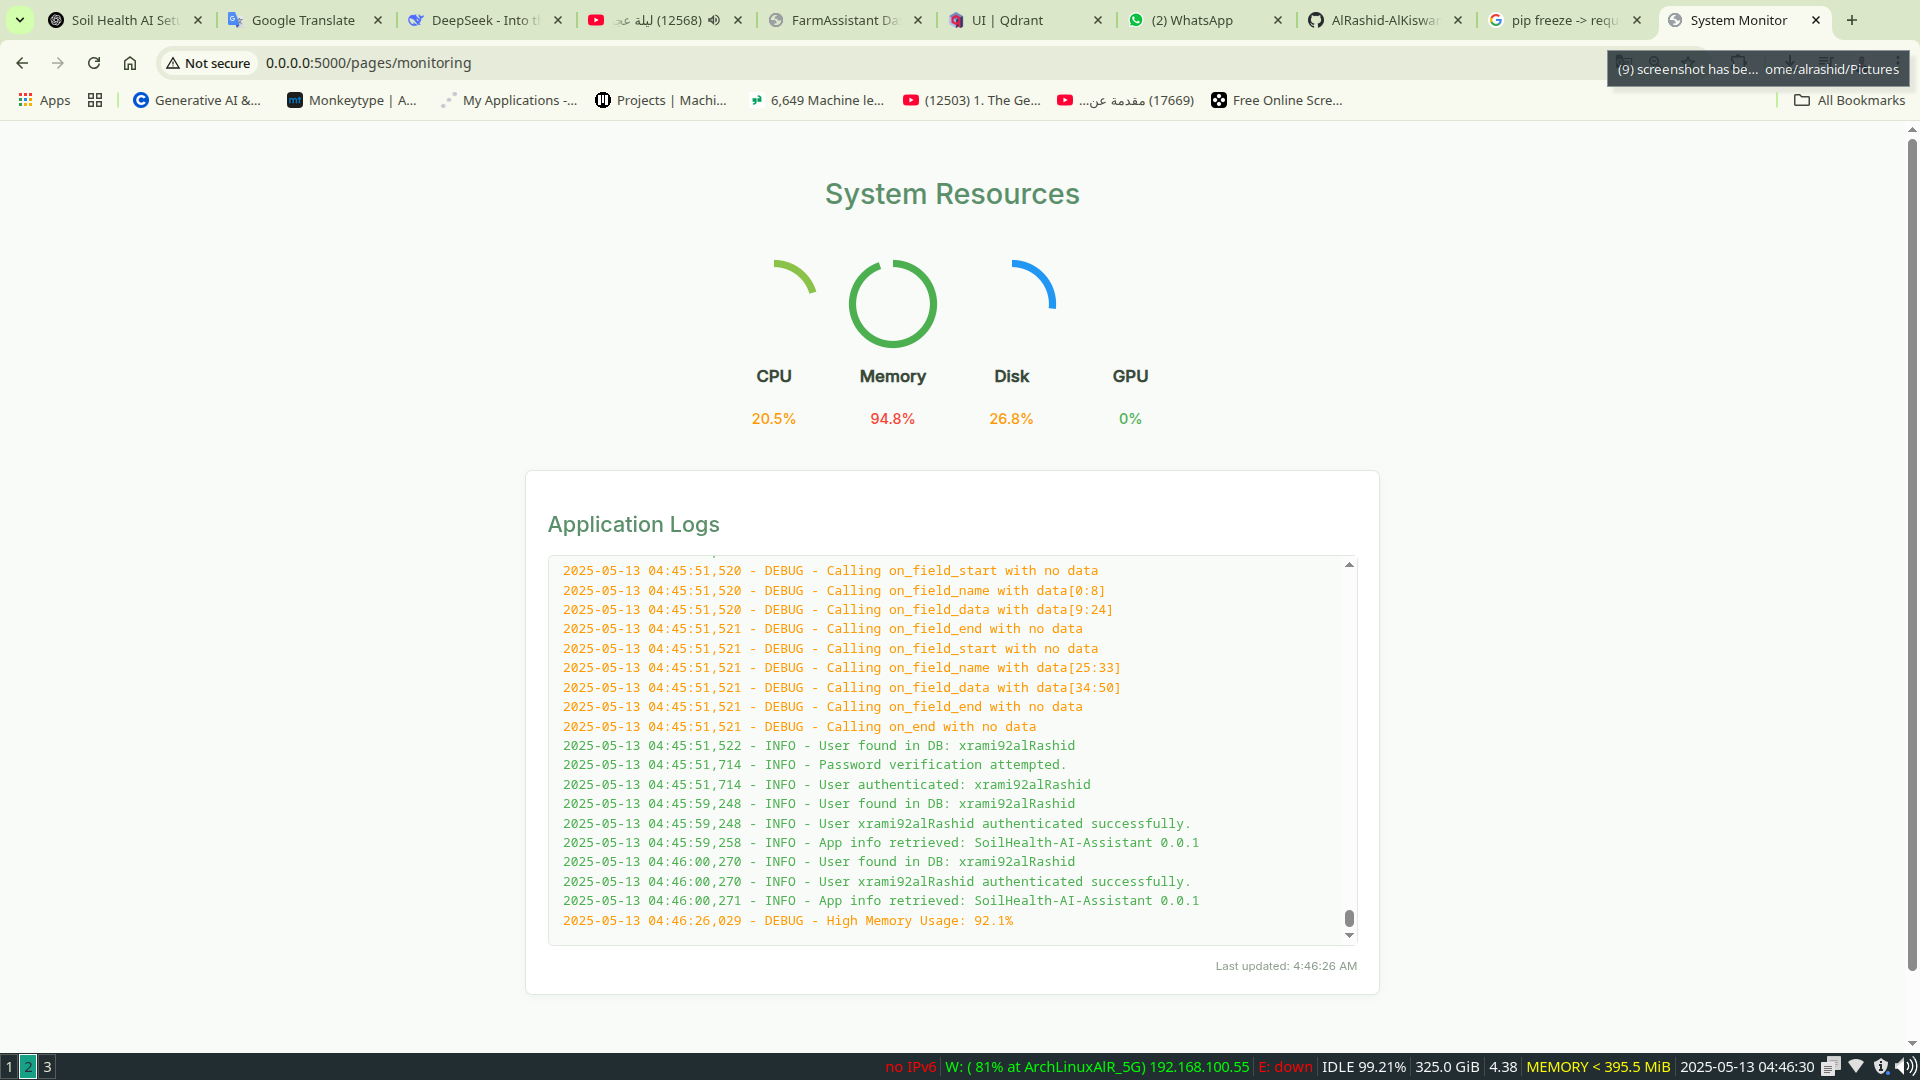 Soil Health AI Setu
Google Translate
DeepSeek - Into th
(12568) ليلة عجـ
FarmAssistant Da
UI | Qdrant
(2) WhatsApp
AlRashid-AlKiswan
pip freeze -> requ
System Monitor
Not secure
0.0.0.0:5000/pages/monitoring
(9) screenshot has be... ome/alrashid/Pictures
Apps
Generative AI &...
Monkeytype | A...
My Applications -...
Projects | Machi...
6,649 Machine le...
(12503) 1. The Ge...
(17669) مقدمة عن...
Free Online Scre...
All Bookmarks
System Resources
CPU
Memory
Disk
GPU
20.5%
94.8%
26.8%
0%
Application Logs
2025-05-13 04:45:51,520 - DEBUG - Calling on_field_start with no data
2025-05-13 04:45:51,520 - DEBUG - Calling on_field_name with data[0:8]
2025-05-13 04:45:51,520 - DEBUG - Calling on_field_data with data[9:24]
2025-05-13 04:45:51,521 - DEBUG - Calling on_field_end with no data
2025-05-13 04:45:51,521 - DEBUG - Calling on_field_start with no data
2025-05-13 04:45:51,521 - DEBUG - Calling on_field_name with data[25:33]
2025-05-13 04:45:51,521 - DEBUG - Calling on_field_data with data[34:50]
2025-05-13 04:45:51,521 - DEBUG - Calling on_field_end with no data
2025-05-13 04:45:51,521 - DEBUG - Calling on_end with no data
2025-05-13 04:45:51,522 - INFO - User found in DB: xrami92alRashid
2025-05-13 04:45:51,714 - INFO - Password verification attempted.
2025-05-13 04:45:51,714 - INFO - User authenticated: xrami92alRashid
2025-05-13 04:45:59,248 - INFO - User found in DB: xrami92alRashid
2025-05-13 04:45:59,248 - INFO - User xrami92alRashid authenticated successfully.
2025-05-13 04:45:59,258 - INFO - App info retrieved: SoilHealth-AI-Assistant 0.0.1
2025-05-13 04:46:00,270 - INFO - User found in DB: xrami92alRashid
2025-05-13 04:46:00,270 - INFO - User xrami92alRashid authenticated successfully.
2025-05-13 04:46:00,271 - INFO - App info retrieved: SoilHealth-AI-Assistant 0.0.1
2025-05-13 04:46:26,029 - DEBUG - High Memory Usage: 92.1%
Last updated: 4:46:26 AM
1 2 3
no IPv6 W: ( 81% at ArchLinuxAlR_5G) 192.168.100.55 E: down IDLE 99.21% 325.0 GiB 4.38 MEMORY < 395.5 MiB 2025-05-13 04:46:30